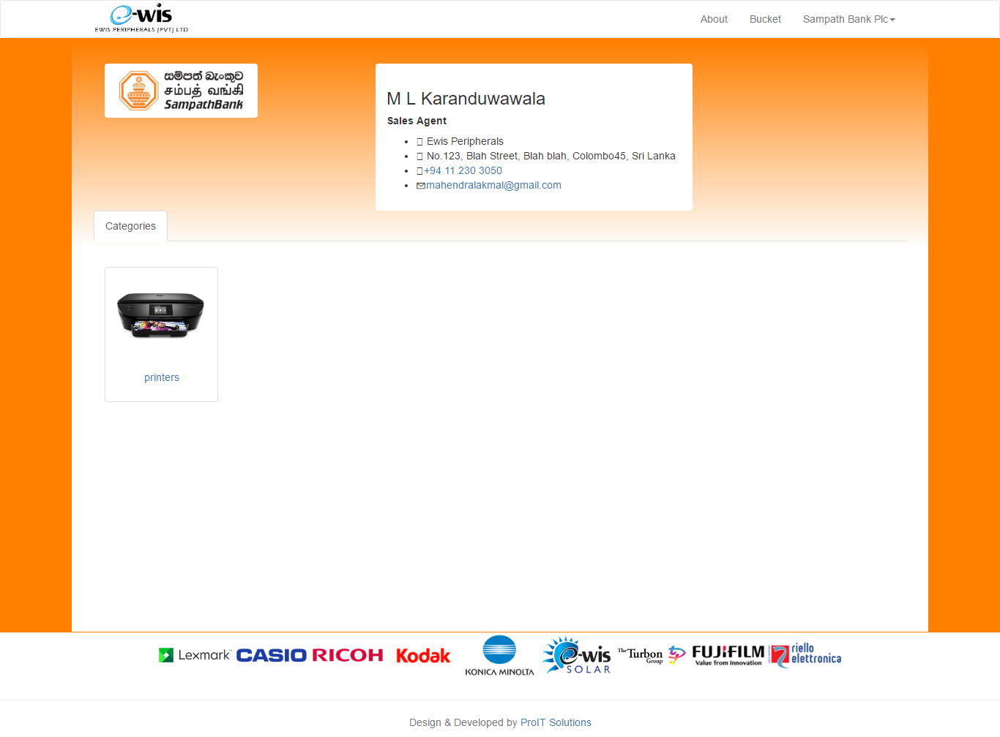 e-wis
EWIS PERIPHERALS (PVT) LTD
About
Bucket
Sampath Bank Plc
සම්පත් බැංකුව
சம்பத் வங்கி
SampathBank
M L Karanduwawala
Sales Agent
Ewis Peripherals
No.123, Blah Street, Blah blah, Colombo45, Sri Lanka
+94 11 230 3050
mahendralakmal@gmail.com
Categories
printers
Lexmark™
CASIO
RICOH
Kodak
KONICA MINOLTA
e-wis
SOLAR
The Turbon
Group
FUJIFILM
Value from Innovation
riello
elettronica
Design & Developed by ProIT Solutions